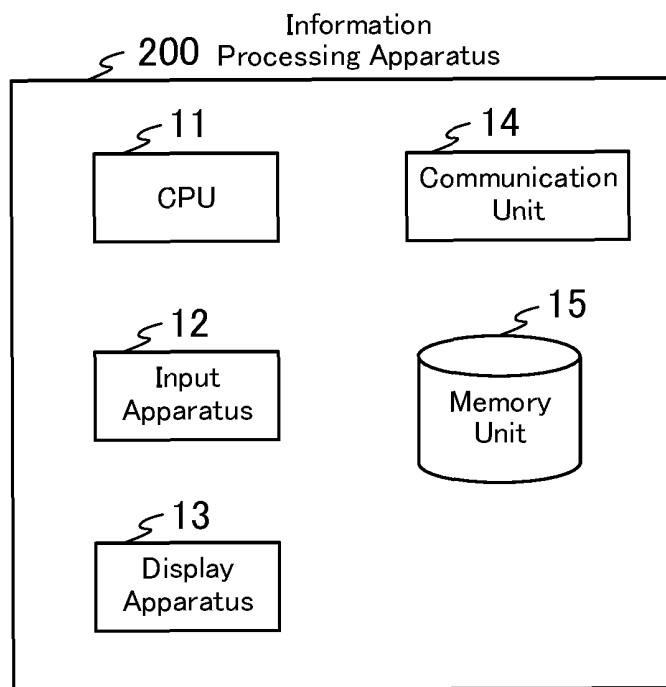 Information
200 Processing Apparatus
11
CPU
14
Communication
Unit
12
Input
Apparatus
15
Memory
Unit
13
Display
Apparatus